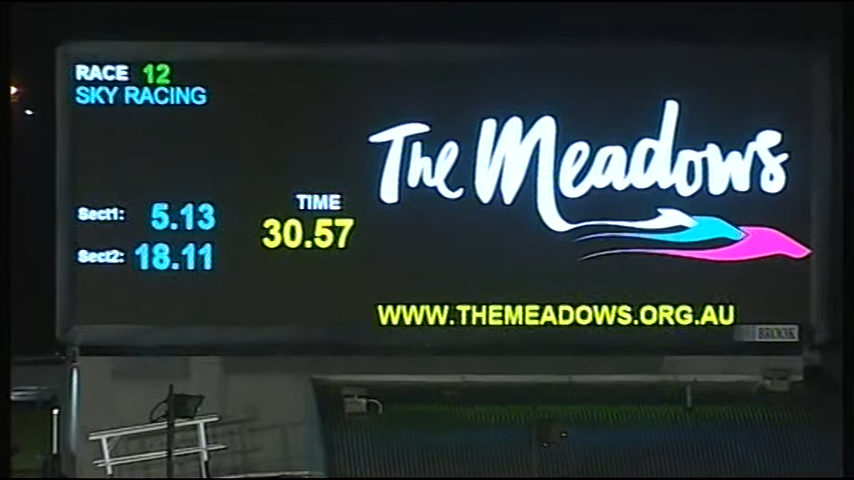 RACE 12
SKY RACING
The Meadows
Sect1: 5.13
Sect2: 18.11
TIME
30.57
WWW.THEMEADOWS.ORG.AU
BROOK